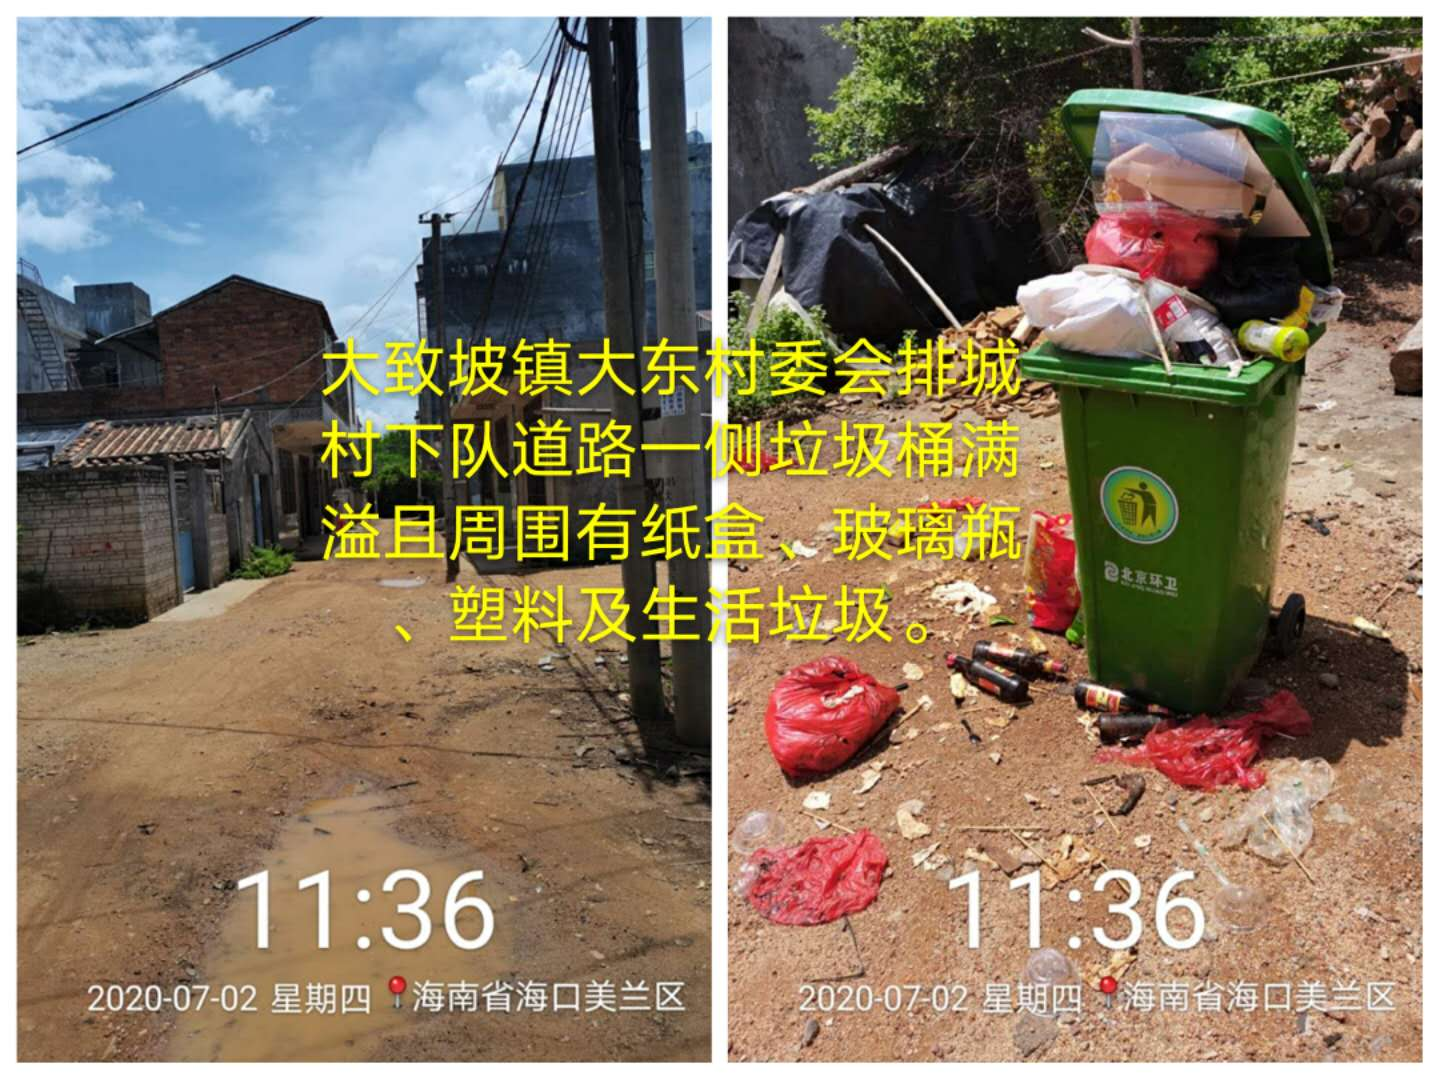 大致坡镇大东村委会排城
村下队道路一侧垃圾桶满
溢且周围有纸盒、玻璃瓶
、塑料及生活垃圾。
北京环卫
11:36
2020-07-02 星期四 海南省海口美兰区
11:36
2020-07-02 星期四 海南省海口美兰区